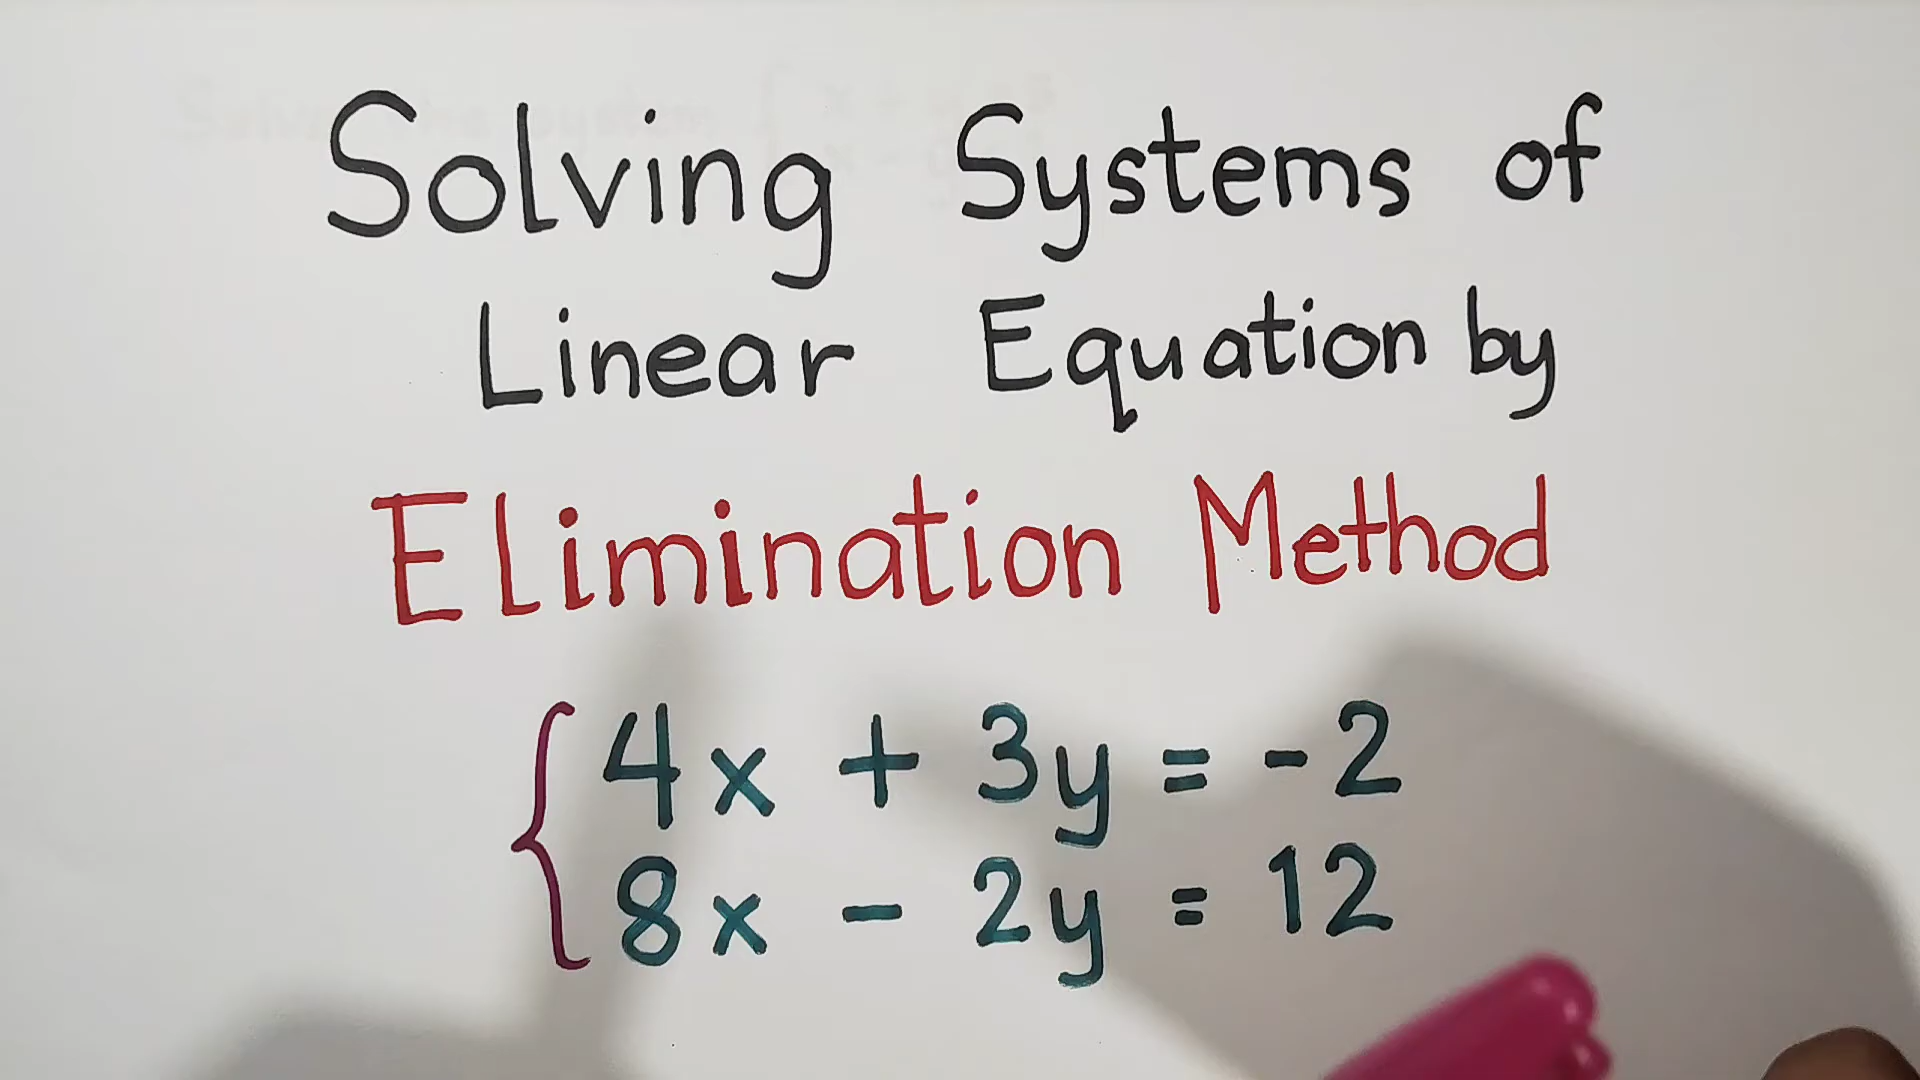 Solving Systems of
Linear Equation by
Elimination Method
4x + 3y = -2
8x - 2y = 12